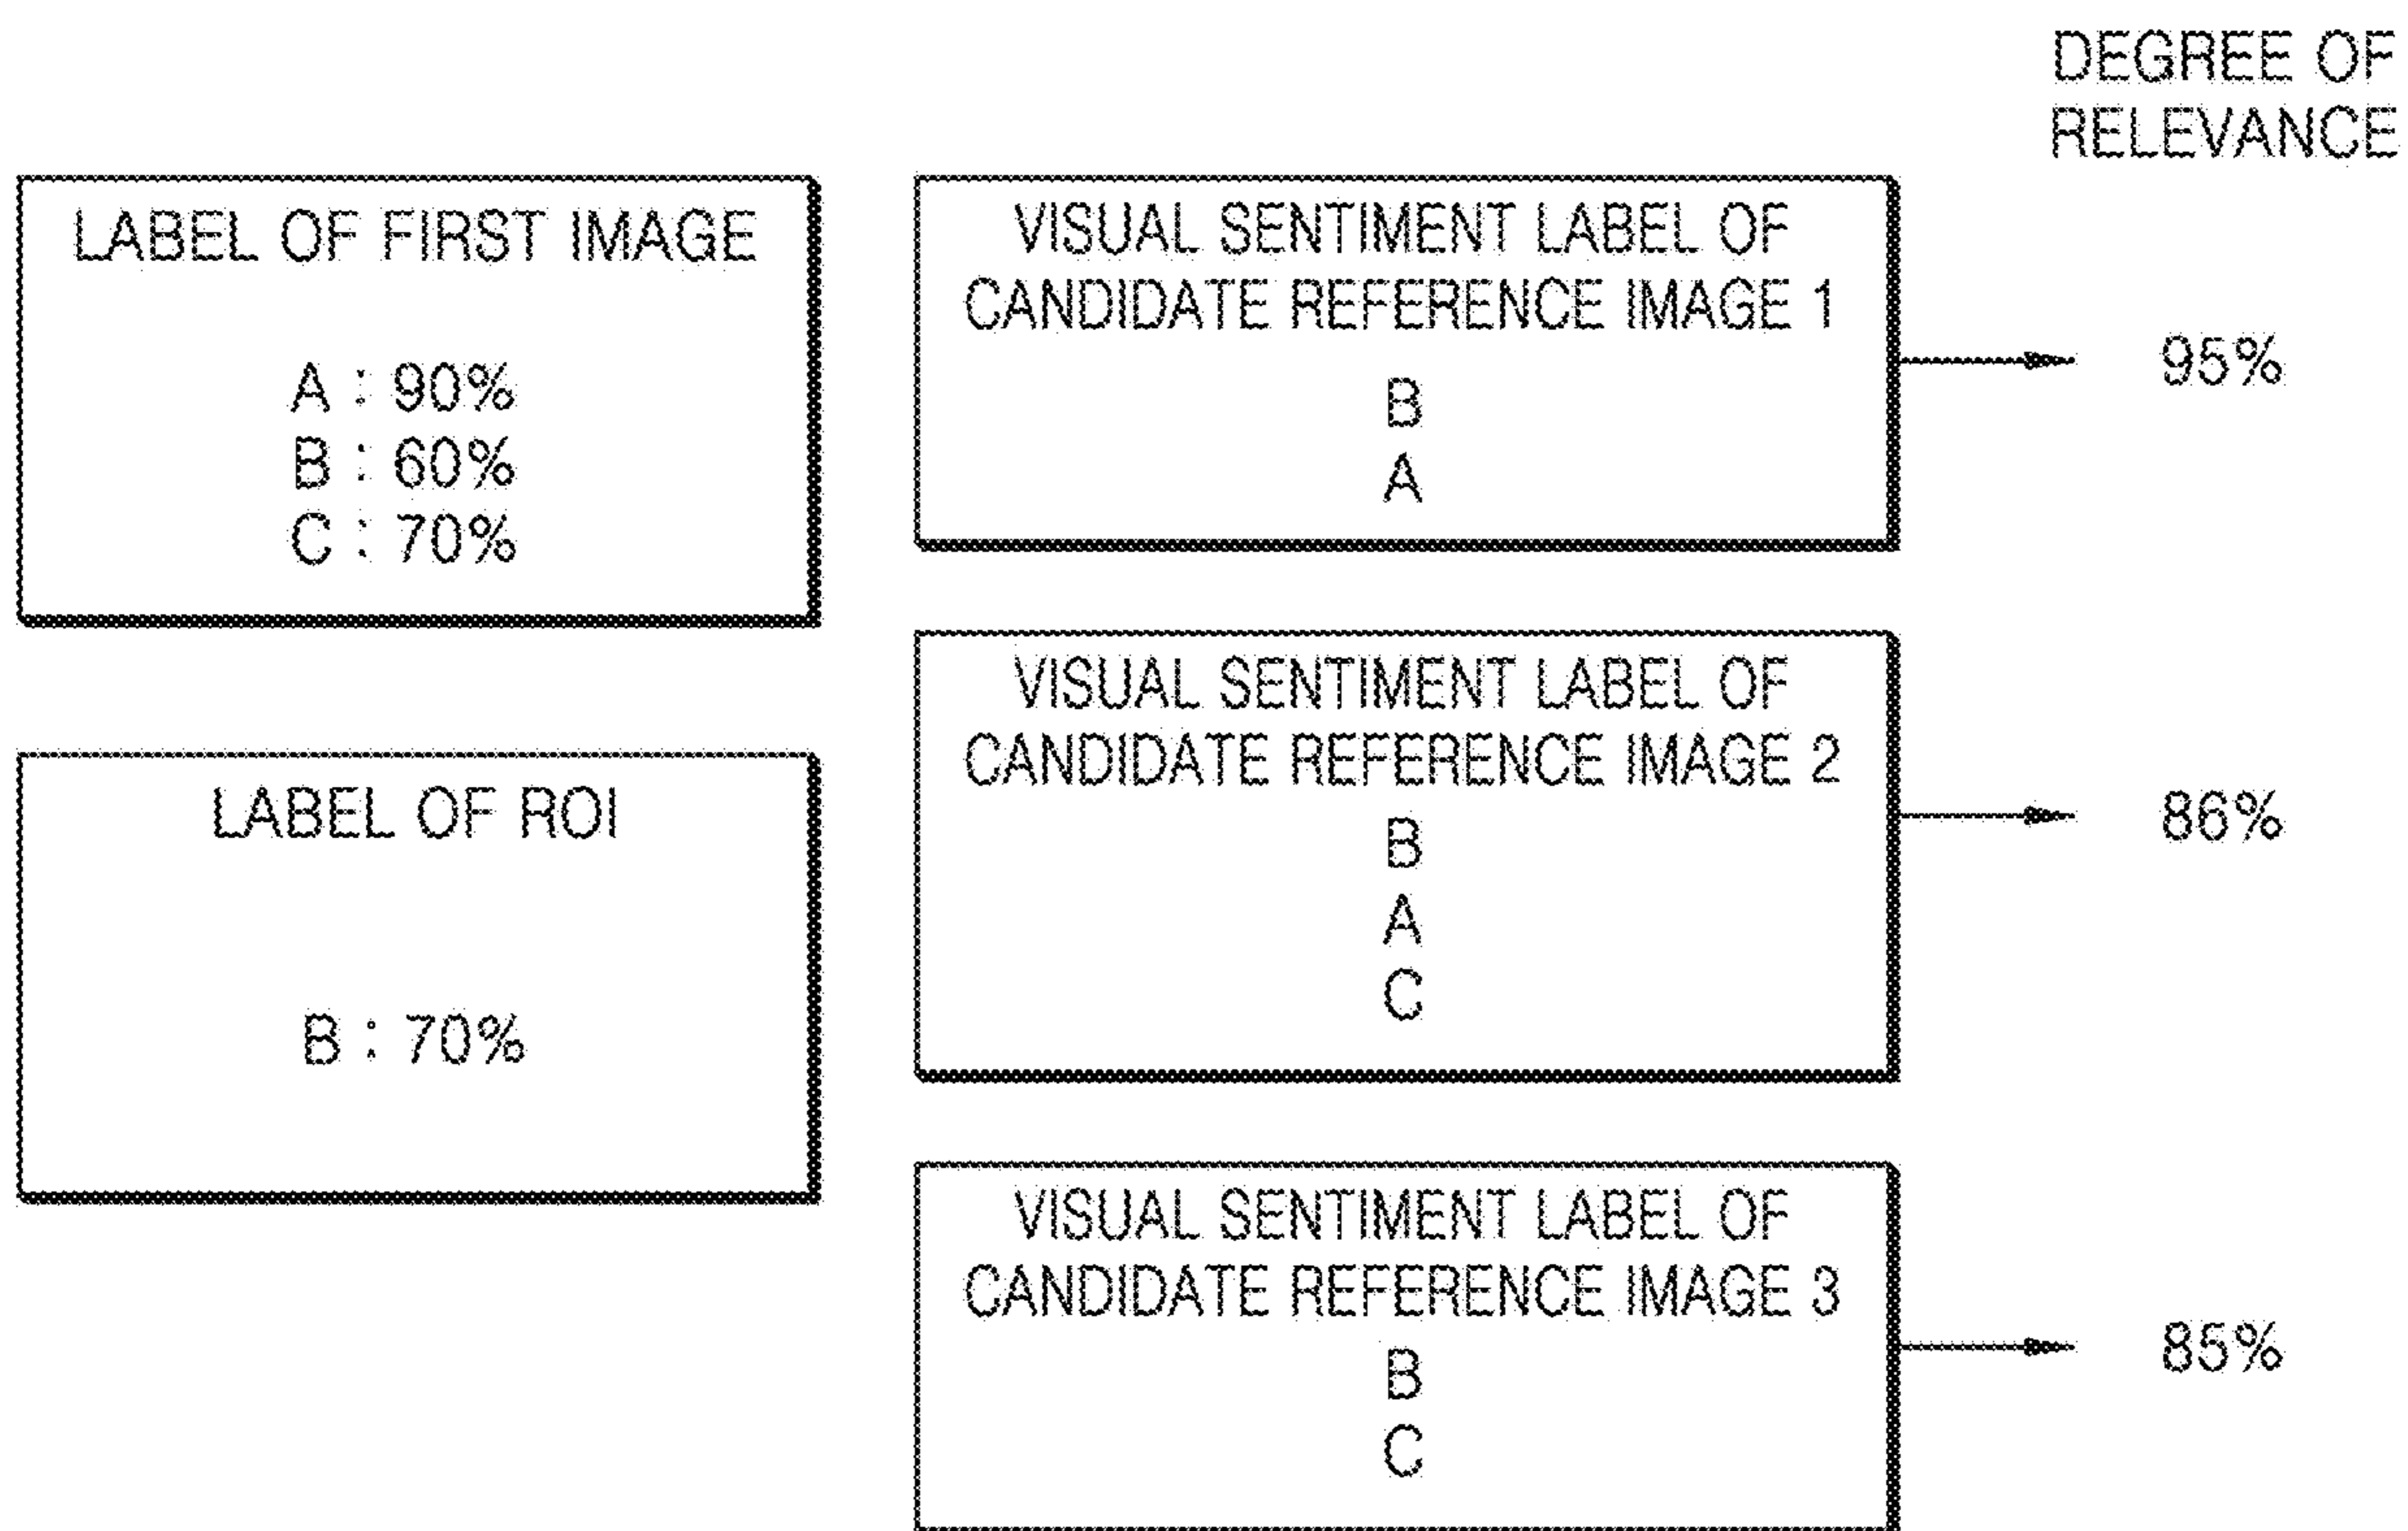 DEGREE OF
RELEVANCE
LABEL OF FIRST IMAGE
A : 90%
B : 60%
C : 70%
LABEL OF ROI
B : 70%
VISUAL SENTIMENT LABEL OF
CANDIDATE REFERENCE IMAGE 1
B
A
95%
VISUAL SENTIMENT LABEL OF
CANDIDATE REFERENCE IMAGE 2
B
A
C
86%
VISUAL SENTIMENT LABEL OF
CANDIDATE REFERENCE IMAGE 3
B
C
85%